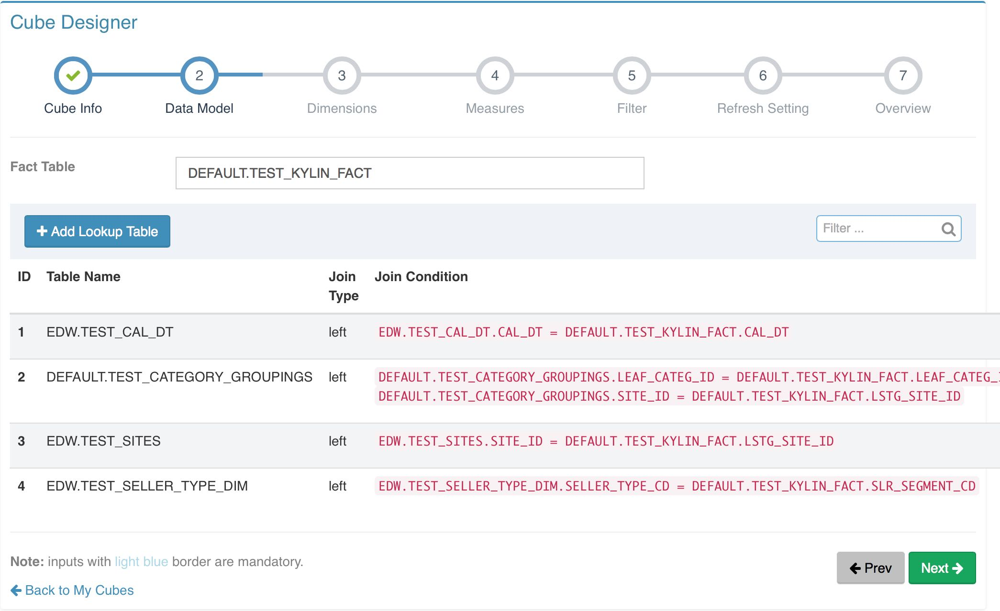 Cube Designer
2 3 4 5 6 7
Cube Info Data Model Dimensions Measures Filter Refresh Setting Overview
Fact Table DEFAULT.TEST_KYLIN_FACT
Add Lookup Table Filter ...
ID Table Name Join Type Join Condition
1 EDW.TEST_CAL_DT left EDW.TEST_CAL_DT.CAL_DT = DEFAULT.TEST_KYLIN_FACT.CAL_DT
2 DEFAULT.TEST_CATEGORY_GROUPINGS left DEFAULT.TEST_CATEGORY_GROUPINGS.LEAF_CATEG_ID = DEFAULT.TEST_KYLIN_FACT.LEAF_CATEG_I
DEFAULT.TEST_CATEGORY_GROUPINGS.SITE_ID = DEFAULT.TEST_KYLIN_FACT.LSTG_SITE_ID
3 EDW.TEST_SITES left EDW.TEST_SITES.SITE_ID = DEFAULT.TEST_KYLIN_FACT.LSTG_SITE_ID
4 EDW.TEST_SELLER_TYPE_DIM left EDW.TEST_SELLER_TYPE_DIM.SELLER_TYPE_CD = DEFAULT.TEST_KYLIN_FACT.SLR_SEGMENT_CD
Note: inputs with light blue border are mandatory.
Prev Next
Back to My Cubes